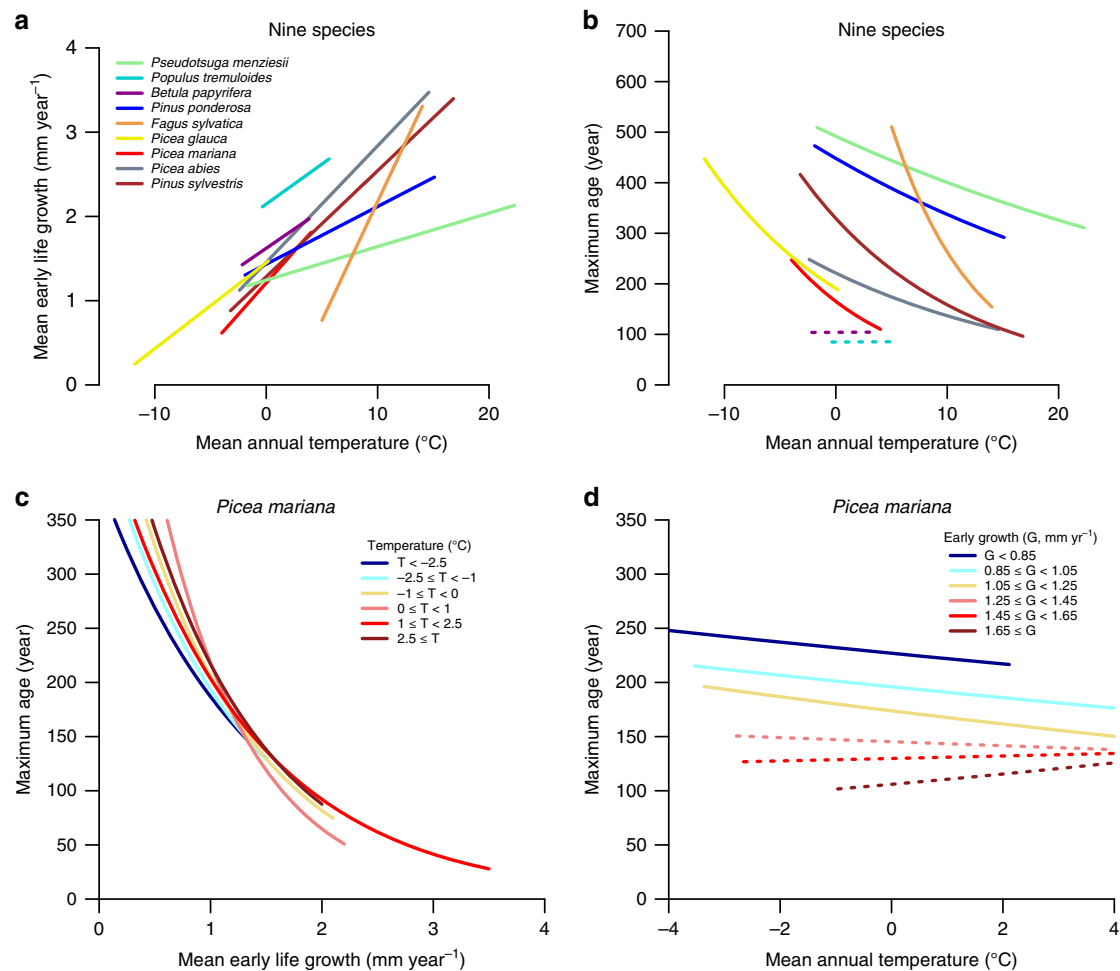 a
Nine species
4
3
2
1
0
Mean early life growth (mm year⁻¹)
Pseudotsuga menziesii
Populus tremuloides
Betula papyrifera
Pinus ponderosa
Fagus sylvatica
Picea glauca
Picea mariana
Picea abies
Pinus sylvestris
−10 0 10 20
Mean annual temperature (°C)
b
Nine species
700
600
500
400
300
200
100
0
Maximum age (year)
−10 0 10 20
Mean annual temperature (°C)
c
Picea mariana
350
300
250
200
150
100
50
0
Maximum age (year)
Temperature (°C)
T < −2.5
−2.5 ≤ T < −1
−1 ≤ T < 0
0 ≤ T < 1
1 ≤ T < 2.5
2.5 ≤ T
0 1 2 3 4
Mean early life growth (mm year⁻¹)
d
Picea mariana
350
300
250
200
150
100
50
0
Maximum age (year)
Early growth (G, mm yr⁻¹)
G < 0.85
0.85 ≤ G < 1.05
1.05 ≤ G < 1.25
1.25 ≤ G < 1.45
1.45 ≤ G < 1.65
1.65 ≤ G
−4 −2 0 2 4
Mean annual temperature (°C)